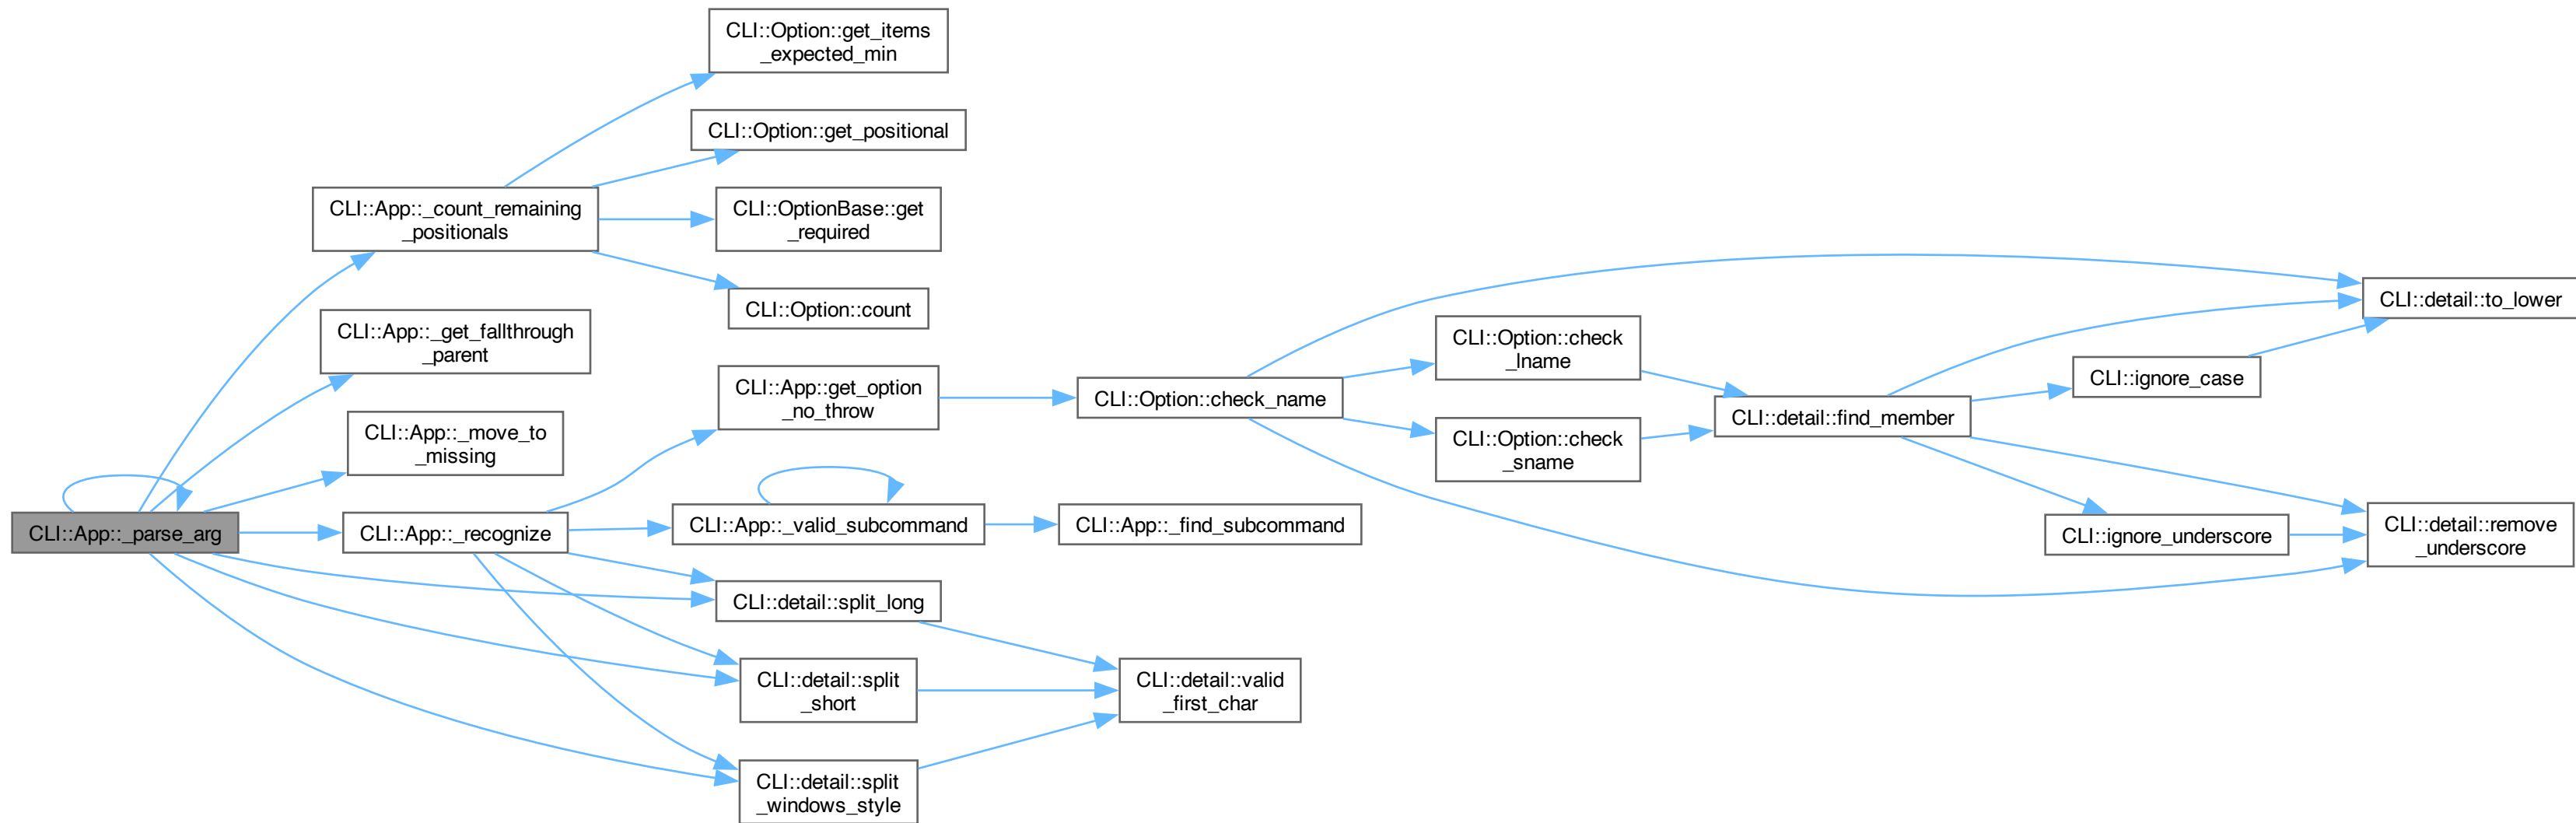 CLI::Option::get_items
_expected_min
CLI::Option::get_positional
CLI::App::_count_remaining
_positionals
CLI::OptionBase::get
_required
CLI::Option::count
CLI::App::_get_fallthrough
_parent
CLI::App::_move_to
_missing
CLI::App::get_option
_no_throw
CLI::Option::check_name
CLI::Option::check
_lname
CLI::Option::check
_sname
CLI::detail::find_member
CLI::detail::to_lower
CLI::ignore_case
CLI::ignore_underscore
CLI::detail::remove
_underscore
CLI::App::_parse_arg
CLI::App::_recognize
CLI::App::_valid_subcommand
CLI::App::_find_subcommand
CLI::detail::split_long
CLI::detail::split
_short
CLI::detail::valid
_first_char
CLI::detail::split
_windows_style